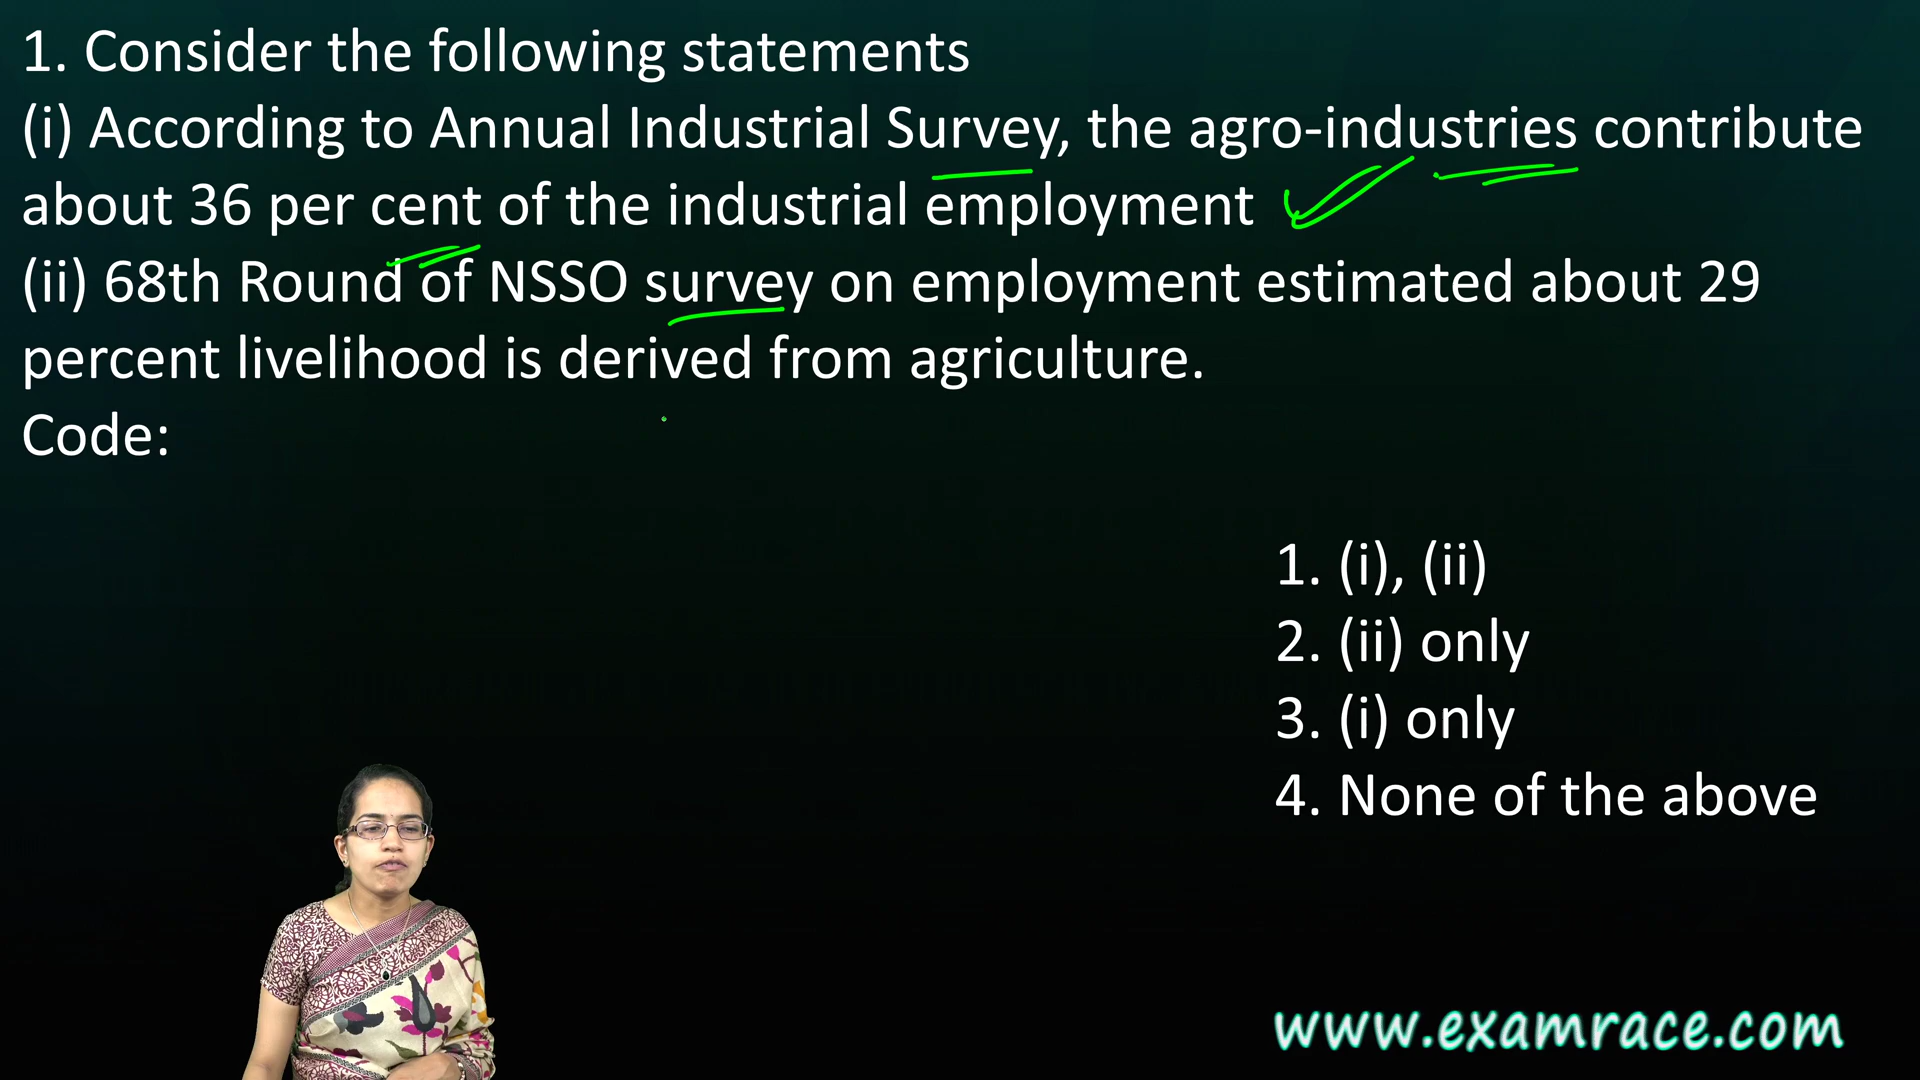 1. Consider the following statements
(i) According to Annual Industrial Survey, the agro-industries contribute
about 36 per cent of the industrial employment
(ii) 68th Round of NSSO survey on employment estimated about 29
percent livelihood is derived from agriculture.
Code:
1. (i), (ii)
2. (ii) only
3. (i) only
4. None of the above
www.examrace.com